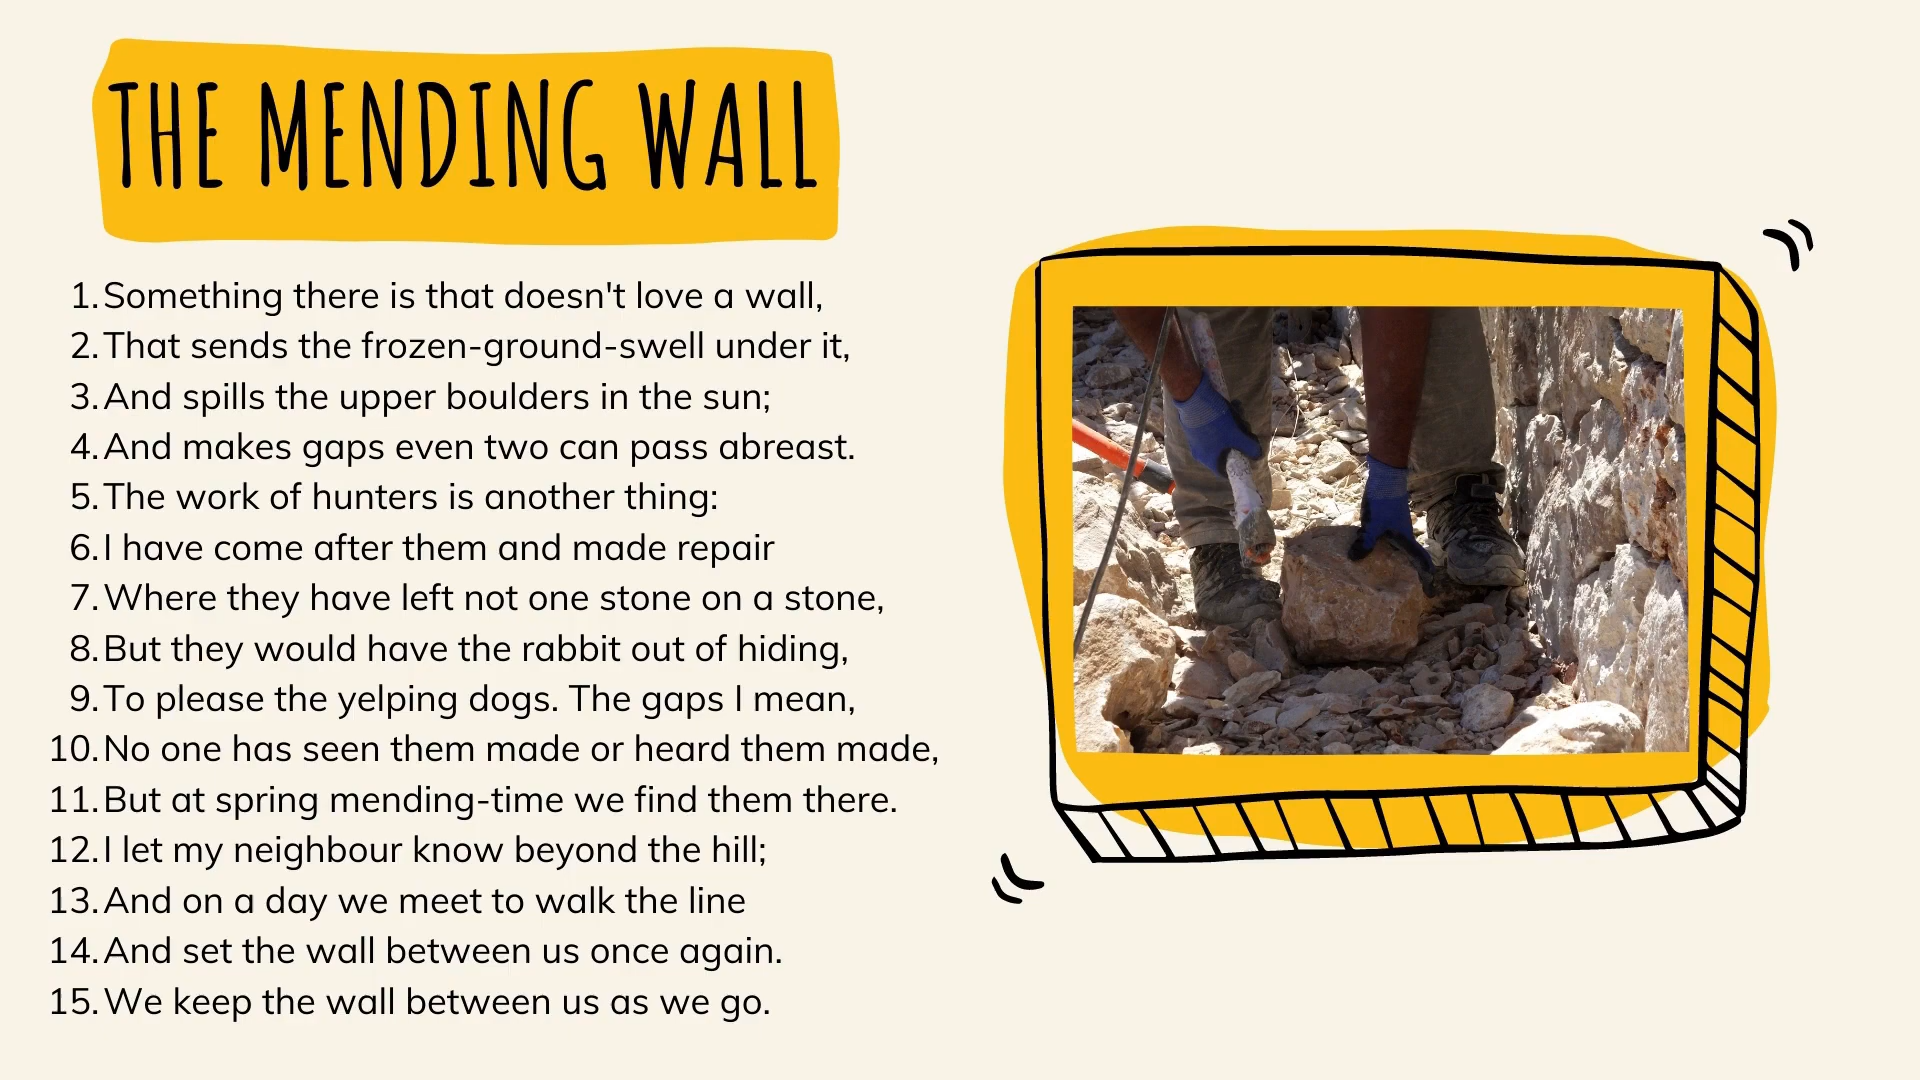 THE MENDING WALL
1. Something there is that doesn't love a wall,
2. That sends the frozen-ground-swell under it,
3. And spills the upper boulders in the sun;
4. And makes gaps even two can pass abreast.
5. The work of hunters is another thing:
6. I have come after them and made repair
7. Where they have left not one stone on a stone,
8. But they would have the rabbit out of hiding,
9. To please the yelping dogs. The gaps I mean,
10. No one has seen them made or heard them made,
11. But at spring mending-time we find them there.
12. I let my neighbour know beyond the hill;
13. And on a day we meet to walk the line
14. And set the wall between us once again.
15. We keep the wall between us as we go.